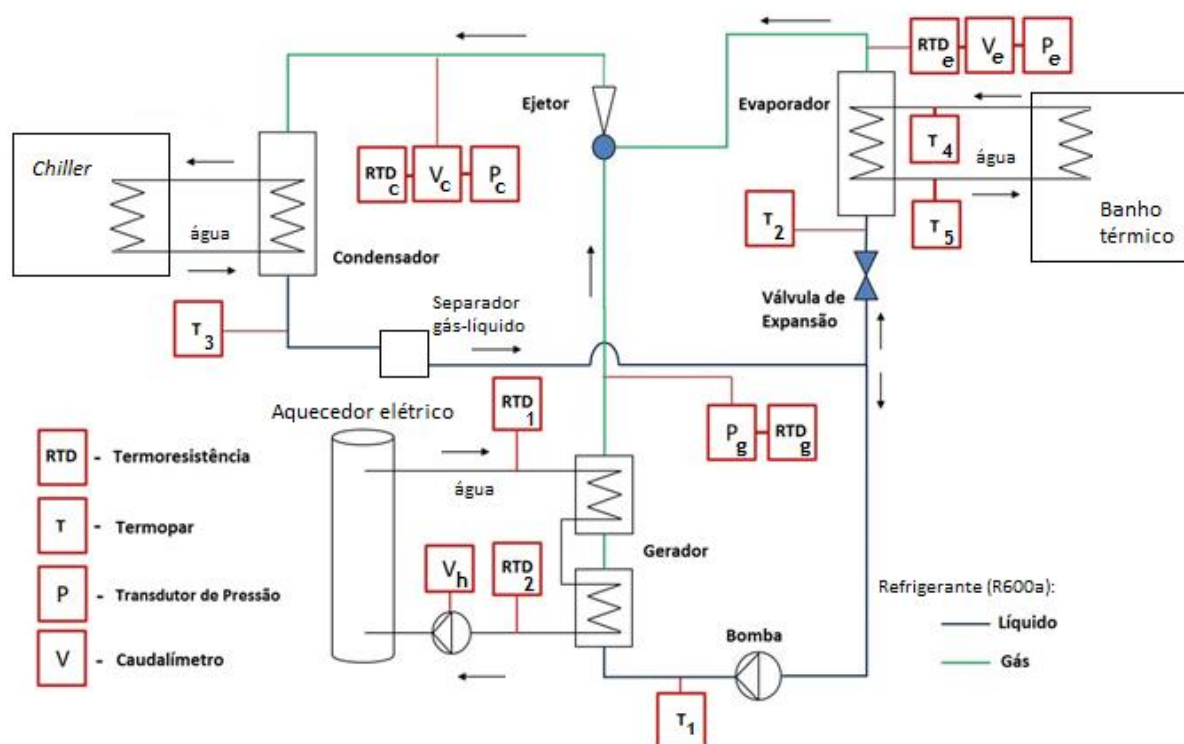 RTD e
V e
P e
Ejetor
Evaporador
Chiller
RTD c
V c
P c
T 4
água
água
T 2
T 5
Banho
térmico
Condensador
Válvula de
Expansão
Separador
gás-líquido
T 3
RTD 1
Aquecedor elétrico
P g
RTD g
RTD - Termoresistência
água
T - Termopar
Gerador
V h
RTD 2
P - Transdutor de Pressão
Refrigerante (R600a):
Líquido
Bomba
V - Caudalímetro
Gás
T 1